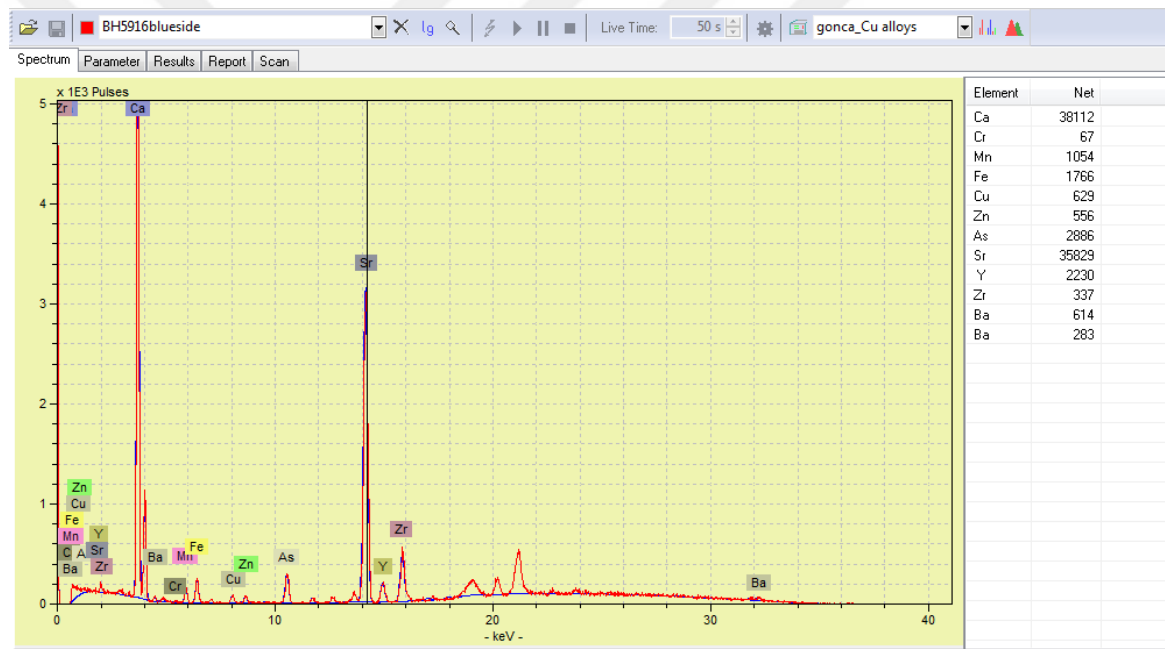 BH5916blueside lg Live Time: 50 s gonca_Cu alloys
Spectrum Parameter Results Report Scan
x 1E3 Pulses
5
Zr
Ca
4
Sr
3
2
Zn
Cu
1
Fe
Mn Y
C A Sr
Ba Zr
Ba Mn Fe
Cr
Cu Zn
As
Y
Zr
Ba
0
0 10 20 30 40
- keV -
Element Net
Ca 38112
Cr 67
Mn 1054
Fe 1766
Cu 629
Zn 556
As 2886
Sr 35829
Y 2230
Zr 337
Ba 614
Ba 283